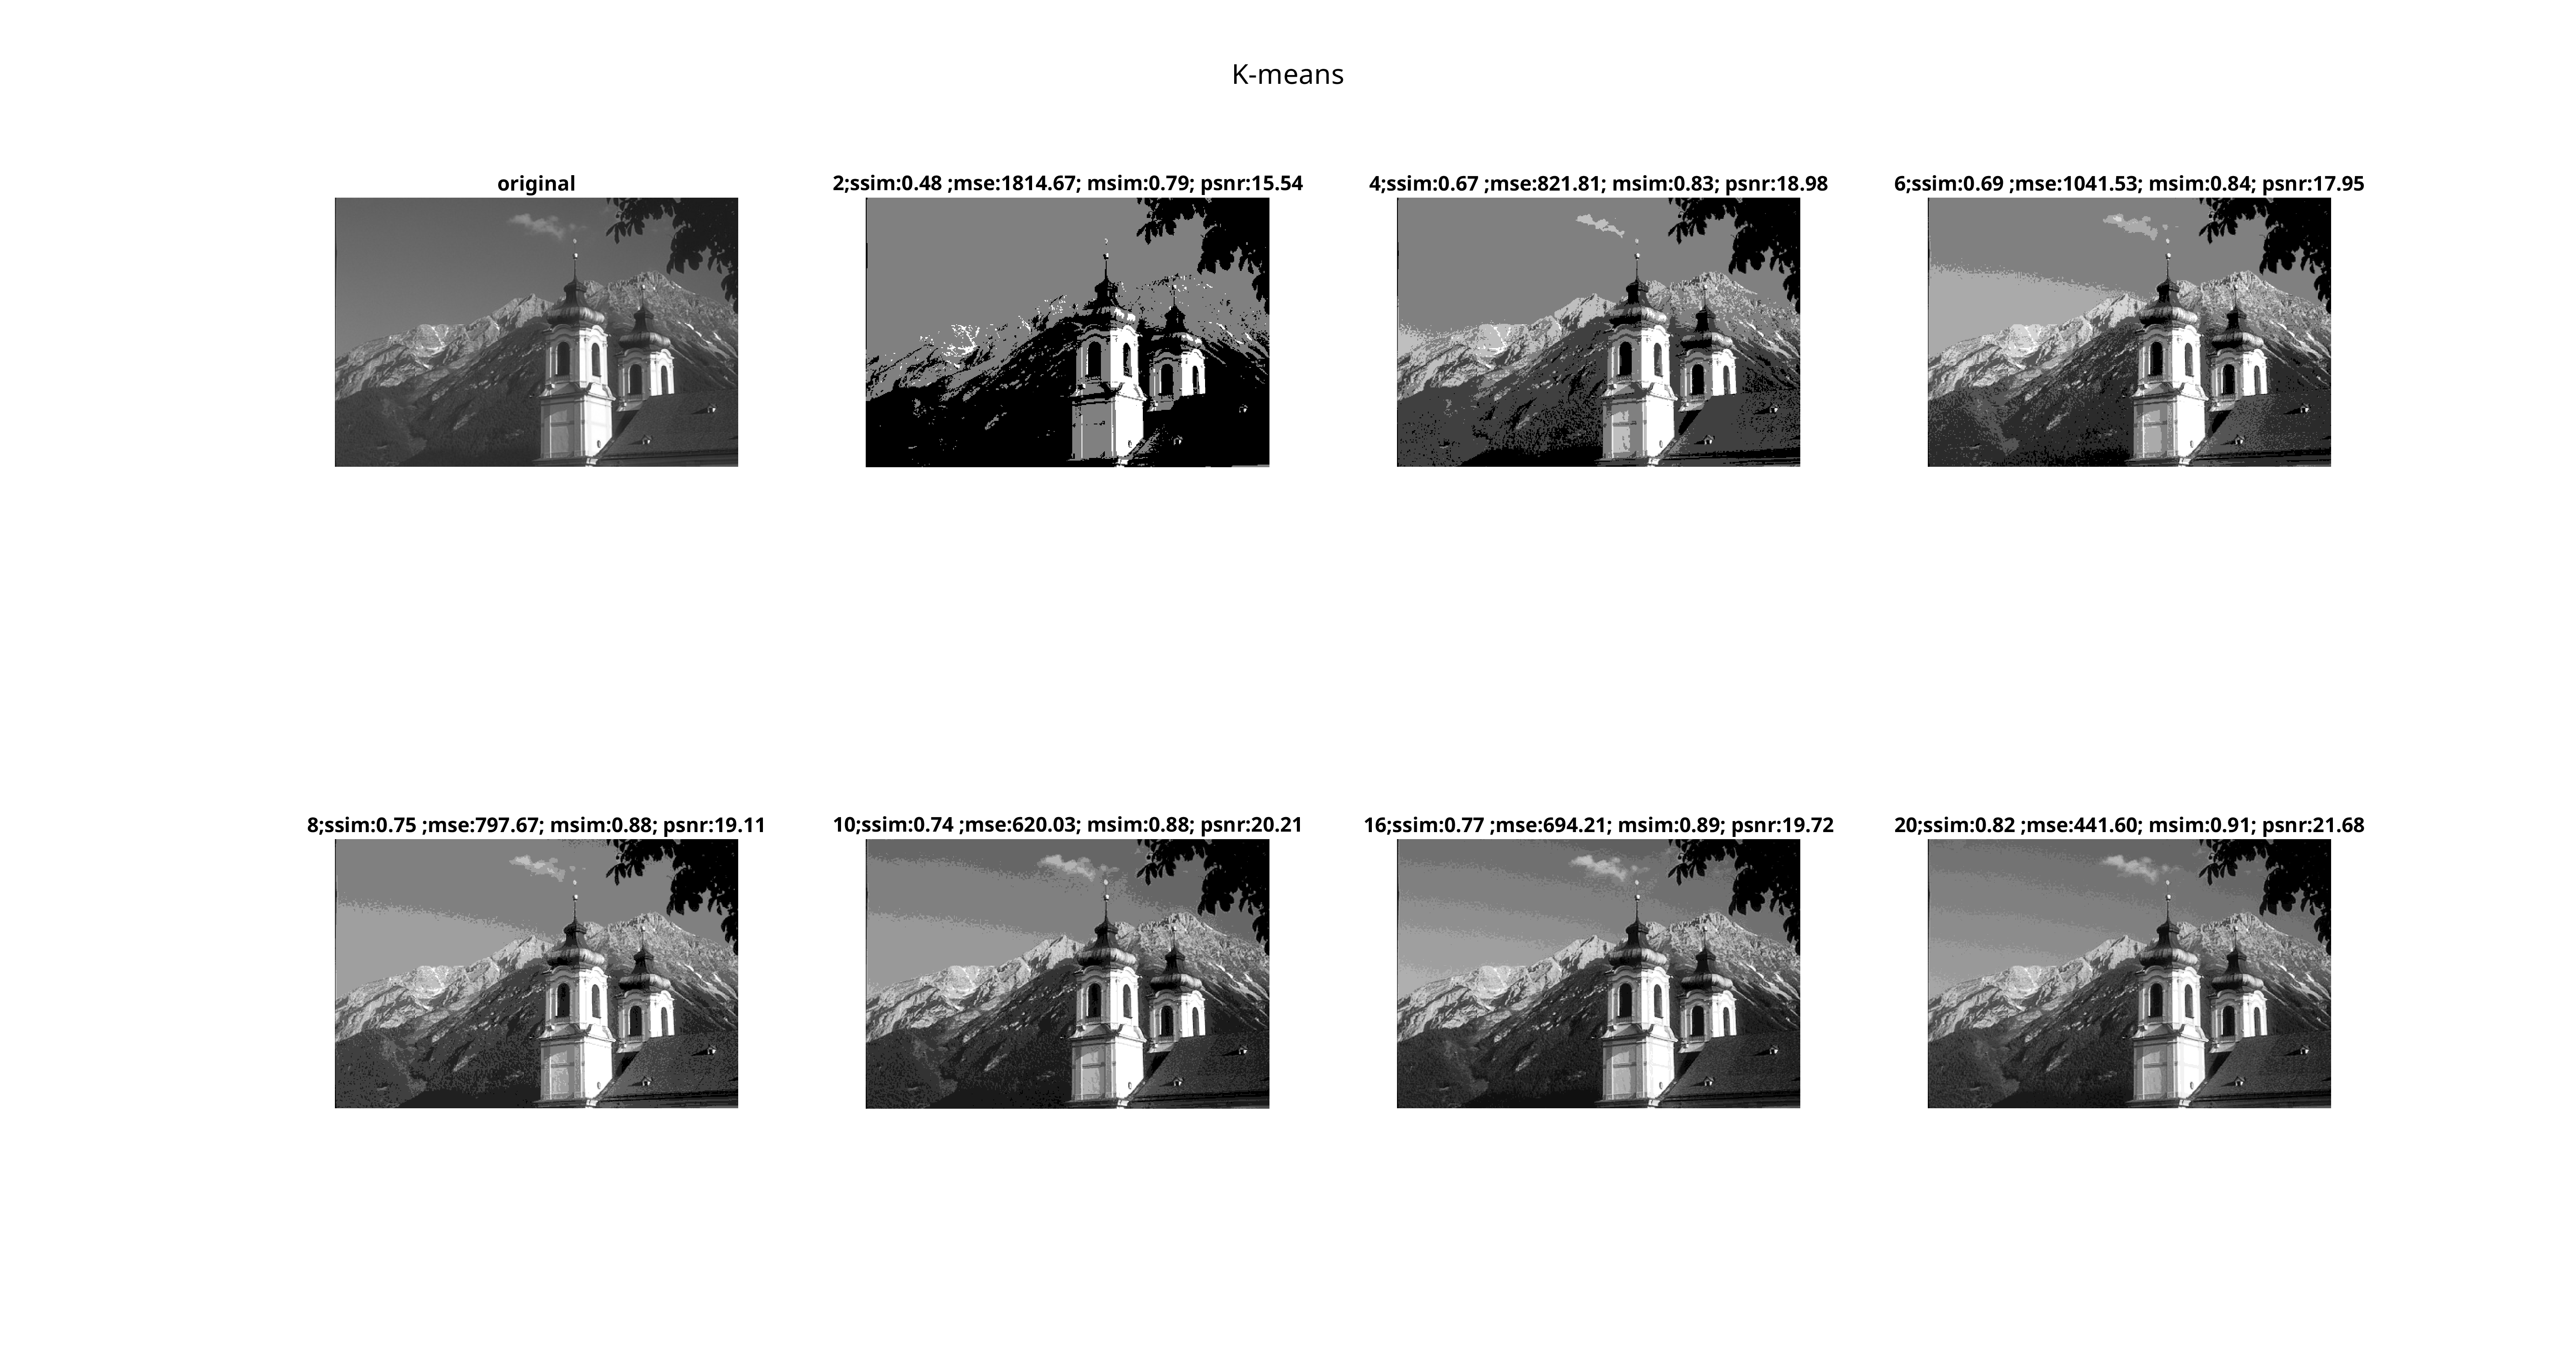 K-means
original
2;ssim:0.48 ;mse:1814.67; msim:0.79; psnr:15.54
4;ssim:0.67 ;mse:821.81; msim:0.83; psnr:18.98
6;ssim:0.69 ;mse:1041.53; msim:0.84; psnr:17.95
8;ssim:0.75 ;mse:797.67; msim:0.88; psnr:19.11
10;ssim:0.74 ;mse:620.03; msim:0.88; psnr:20.21
16;ssim:0.77 ;mse:694.21; msim:0.89; psnr:19.72
20;ssim:0.82 ;mse:441.60; msim:0.91; psnr:21.68